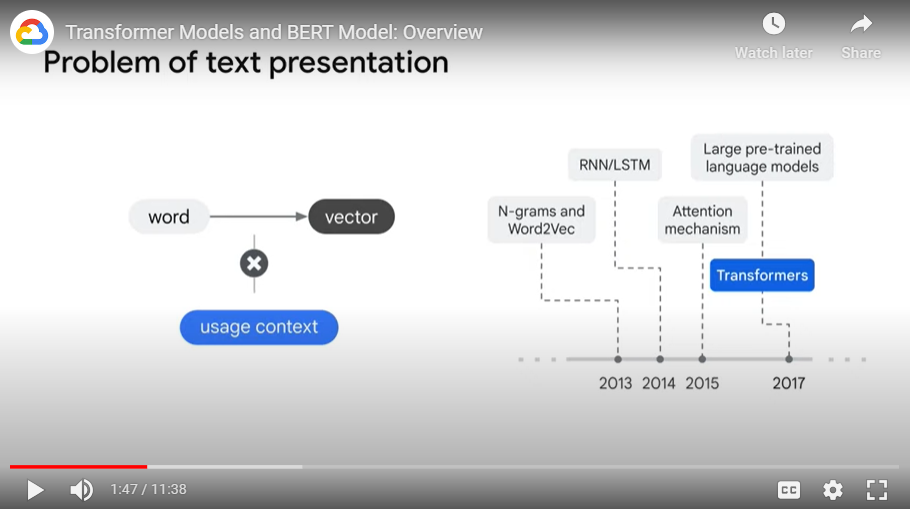 Transformer Models and BERT Model: Overview
Watch later
Share
Problem of text presentation
word
vector
usage context
RNN/LSTM
Large pre-trained
language models
N-grams and
Word2Vec
Attention
mechanism
Transformers
2013
2014
2015
2017
1:47 / 11:38
CC